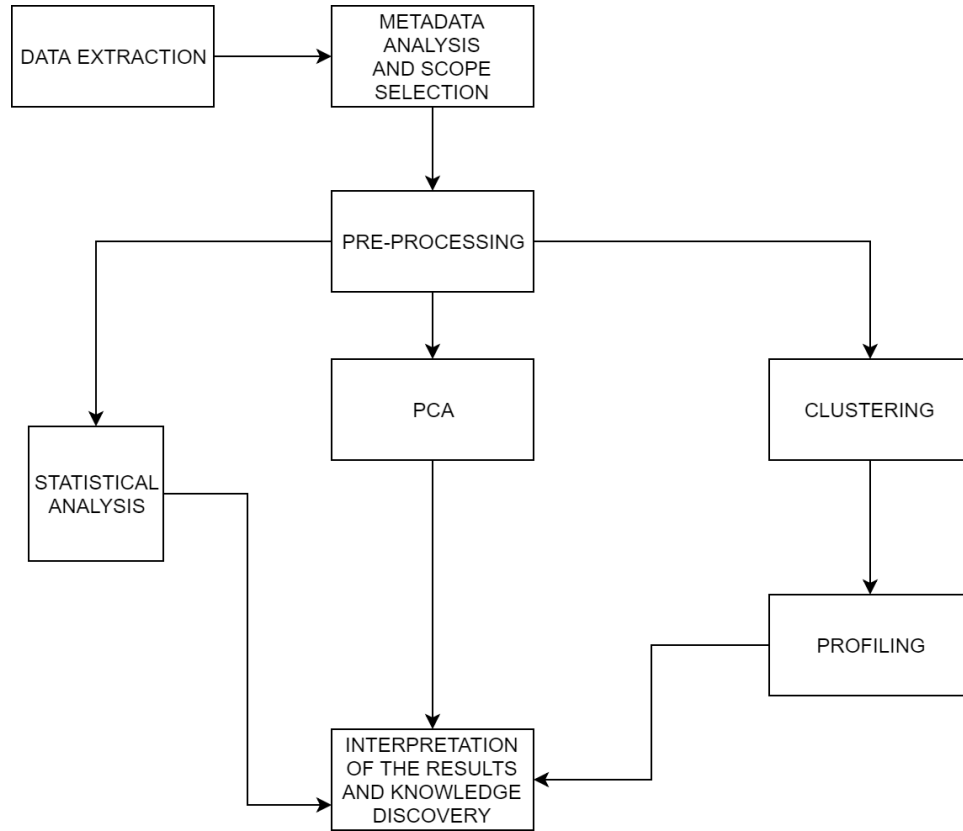 DATA EXTRACTION
METADATA
ANALYSIS
AND SCOPE
SELECTION
PRE-PROCESSING
PCA
CLUSTERING
STATISTICAL
ANALYSIS
PROFILING
INTERPRETATION
OF THE RESULTS
AND KNOWLEDGE
DISCOVERY